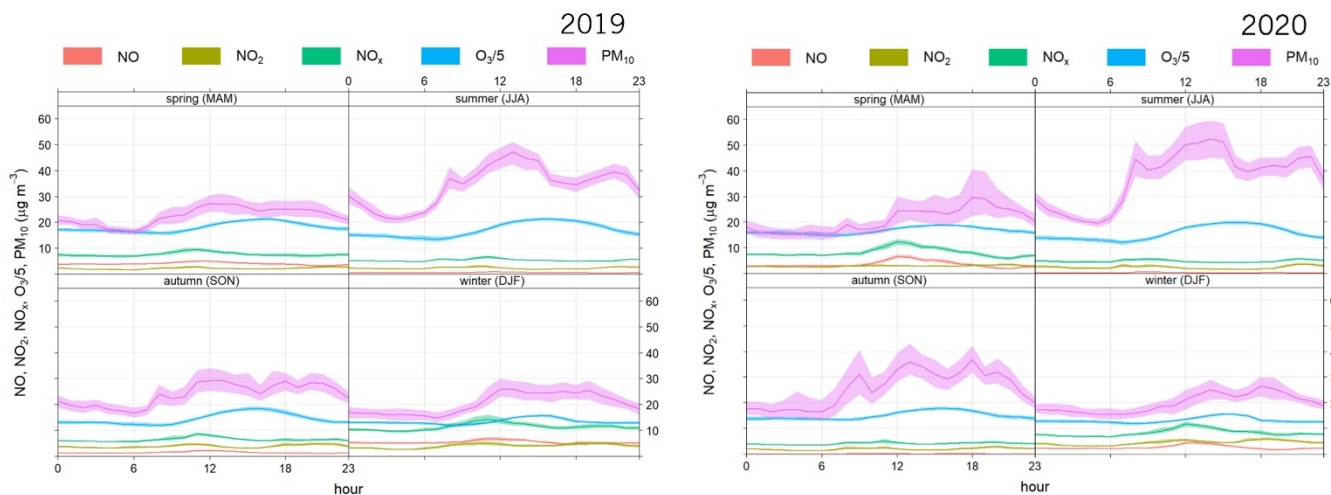 2019
NO NO₂ NOₓ O₃/5 PM₁₀
0 6 12 18 23
spring (MAM) summer (JJA)
60
50
40
30
20
10
autumn (SON) winter (DJF)
60
50
40
30
20
10
0 6 12 18 23
hour
NO, NO₂, NOₓ, O₃/5, PM₁₀ (µg m⁻³)
2020
NO NO₂ NOₓ O₃/5 PM₁₀
0 6 12 18 23
spring (MAM) summer (JJA)
60
50
40
30
20
10
autumn (SON) winter (DJF)
60
50
40
30
20
10
0 6 12 18 23
hour
NO, NO₂, NOₓ, O₃/5, PM₁₀ (µg m⁻³)